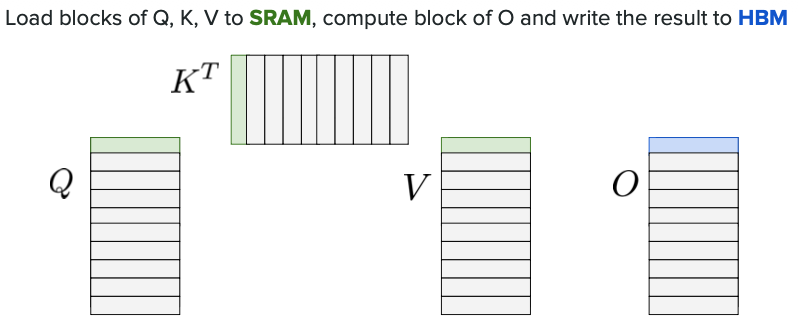 Load blocks of Q, K, V to SRAM, compute block of O and write the result to HBM
K^T
Q
V
O